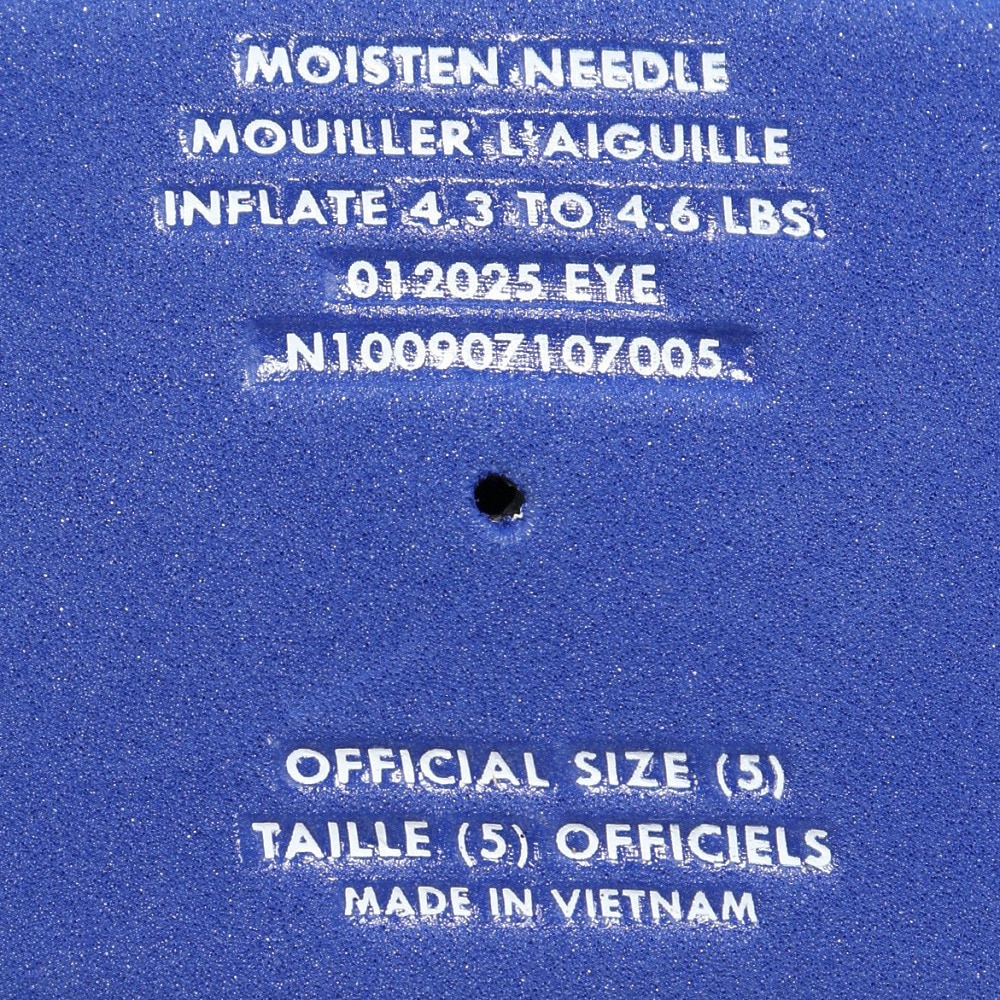 MOISTEN NEEDLE
MOUILLER L'AIGUILLE
INFLATE 4.3 TO 4.6 LBS.
012025 EYE
N100907107005.
OFFICIAL SIZE (5)
TAILLE (5) OFFICIELS
MADE IN VIETNAM